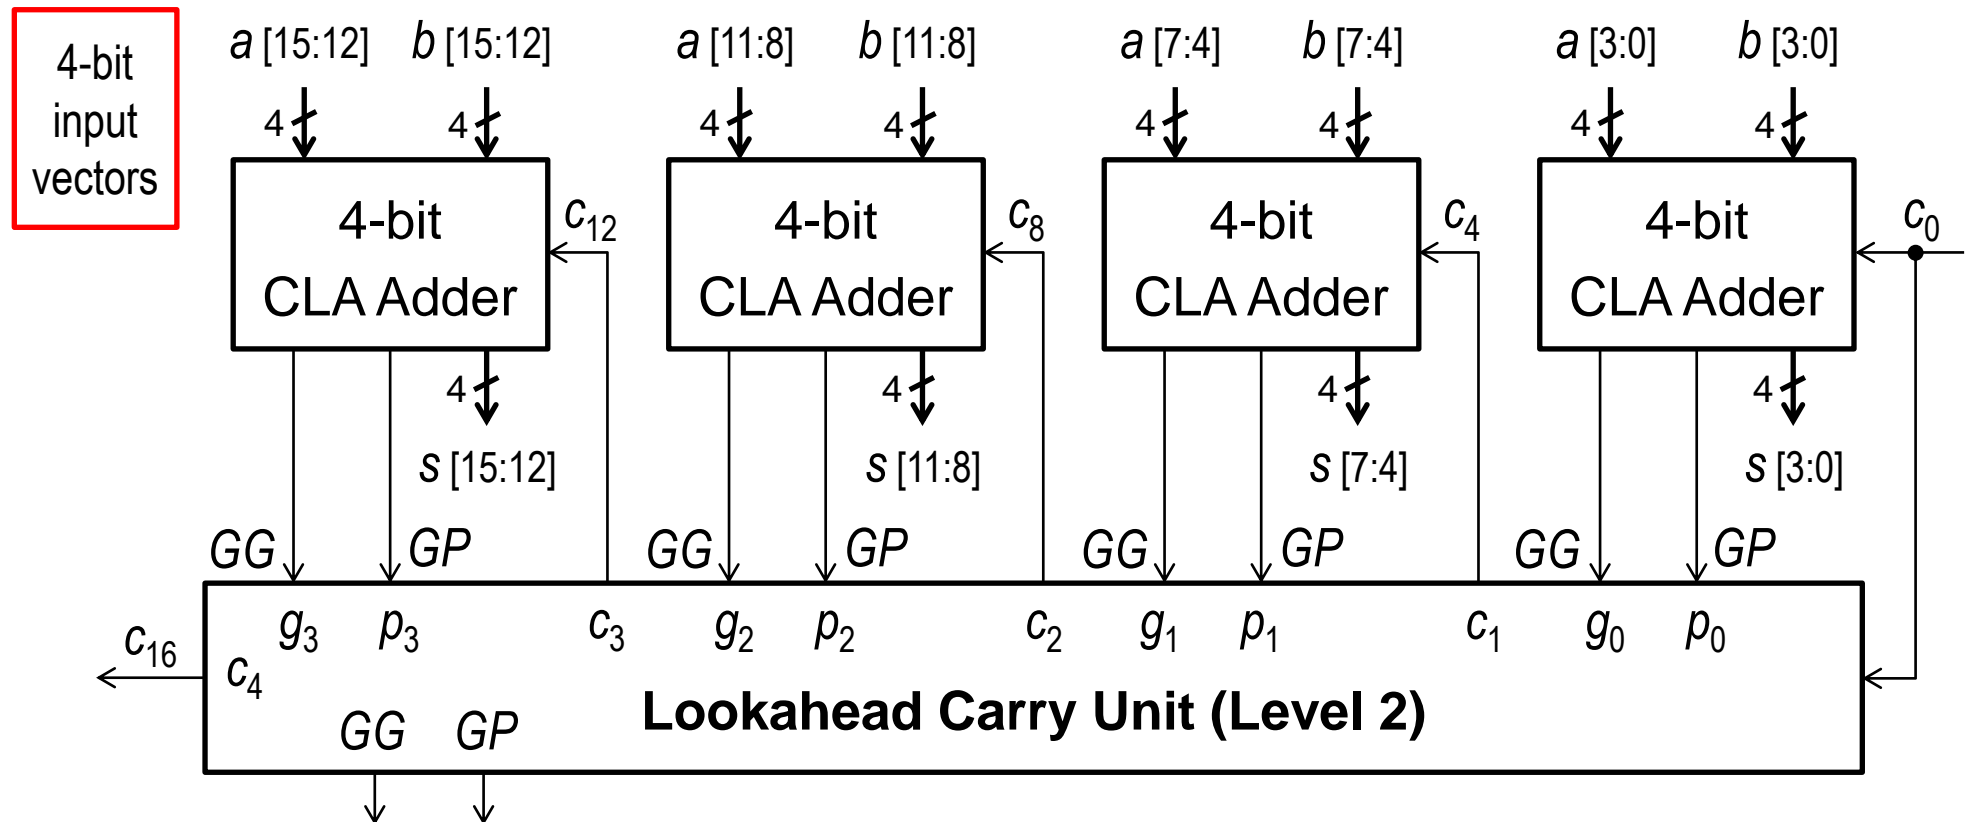 4-bit
input
vectors
a [15:12] b [15:12] a [11:8] b [11:8] a [7:4] b [7:4] a [3:0] b [3:0]
4 4 4 4 4 4 4 4
4-bit c12 4-bit c8 4-bit c4 4-bit c0
CLA Adder CLA Adder CLA Adder CLA Adder
4 4 4 4
s [15:12] s [11:8] s [7:4] s [3:0]
GG GP GG GP GG GP GG GP
g3 p3 c3 g2 p2 c2 g1 p1 c1 g0 p0
c16 c4
Lookahead Carry Unit (Level 2)
GG GP